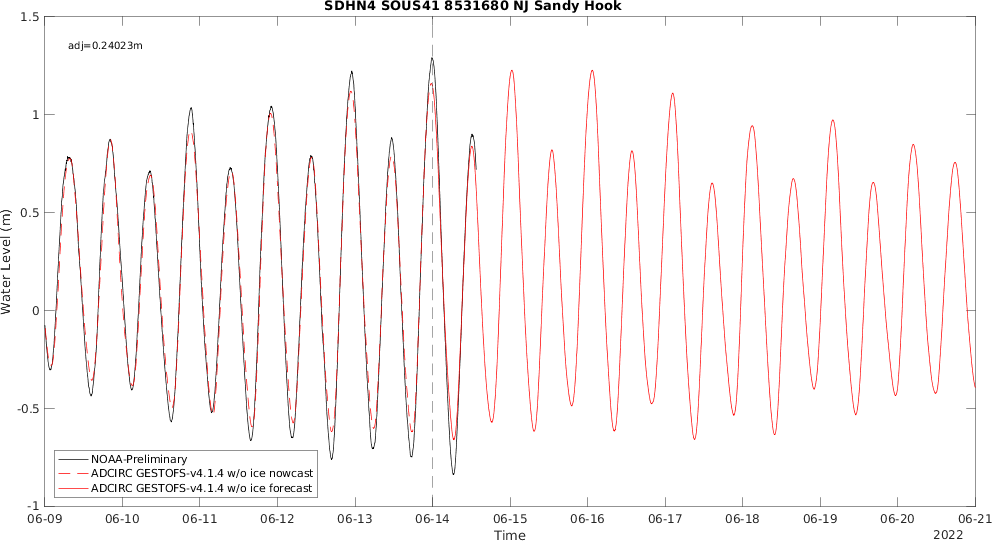 SDHN4 SOUS41 8531680 NJ Sandy Hook
adj=0.24023m
1.5
1
0.5
0
-0.5
-1
Water Level (m)
NOAA-Preliminary
ADCIRC GESTOFS-v4.1.4 w/o ice nowcast
ADCIRC GESTOFS-v4.1.4 w/o ice forecast
06-09 06-10 06-11 06-12 06-13 06-14 06-15 06-16 06-17 06-18 06-19 06-20 06-21
Time
2022